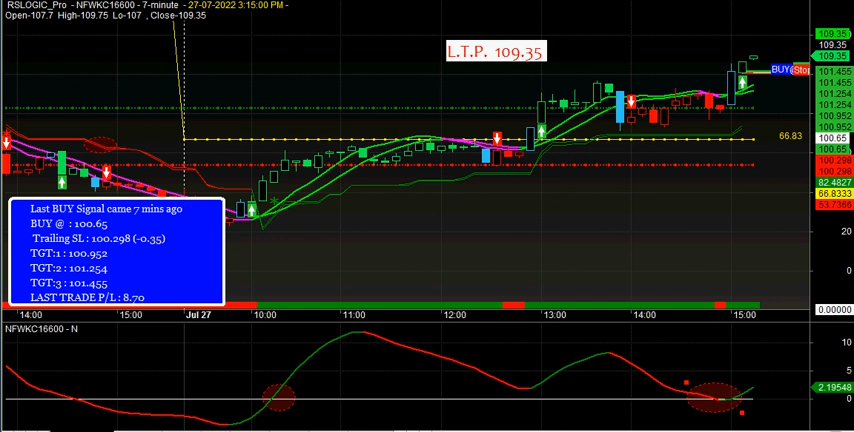 RSLOGIC_Pro - NFWKC16600 - 7-minute - 27-07-2022 3:15:00 PM -
Open-107.7 High-109.75 Lo-107 , Close-109.35
L.T.P. 109.35
109.35
109.35
109.35
BUY@ Stop
101.455
101.455
101.254
101.254
100.952
100.952
66.83
100.65
100.65
100.298
100.298
82.4827
66.8333
53.7366
Last BUY Signal came 7 mins ago
BUY @ : 100.65
Trailing SL : 100.298 (-0.35)
TGT:1 : 100.952
TGT:2 : 101.254
TGT:3 : 101.455
LAST TRADE P/L : 8.70
20
0
0.00000
14:00 15:00 Jul 27 10:00 11:00 12:00 13:00 14:00 15:00
NFWKC16600 - N
10
5
2.19548
0